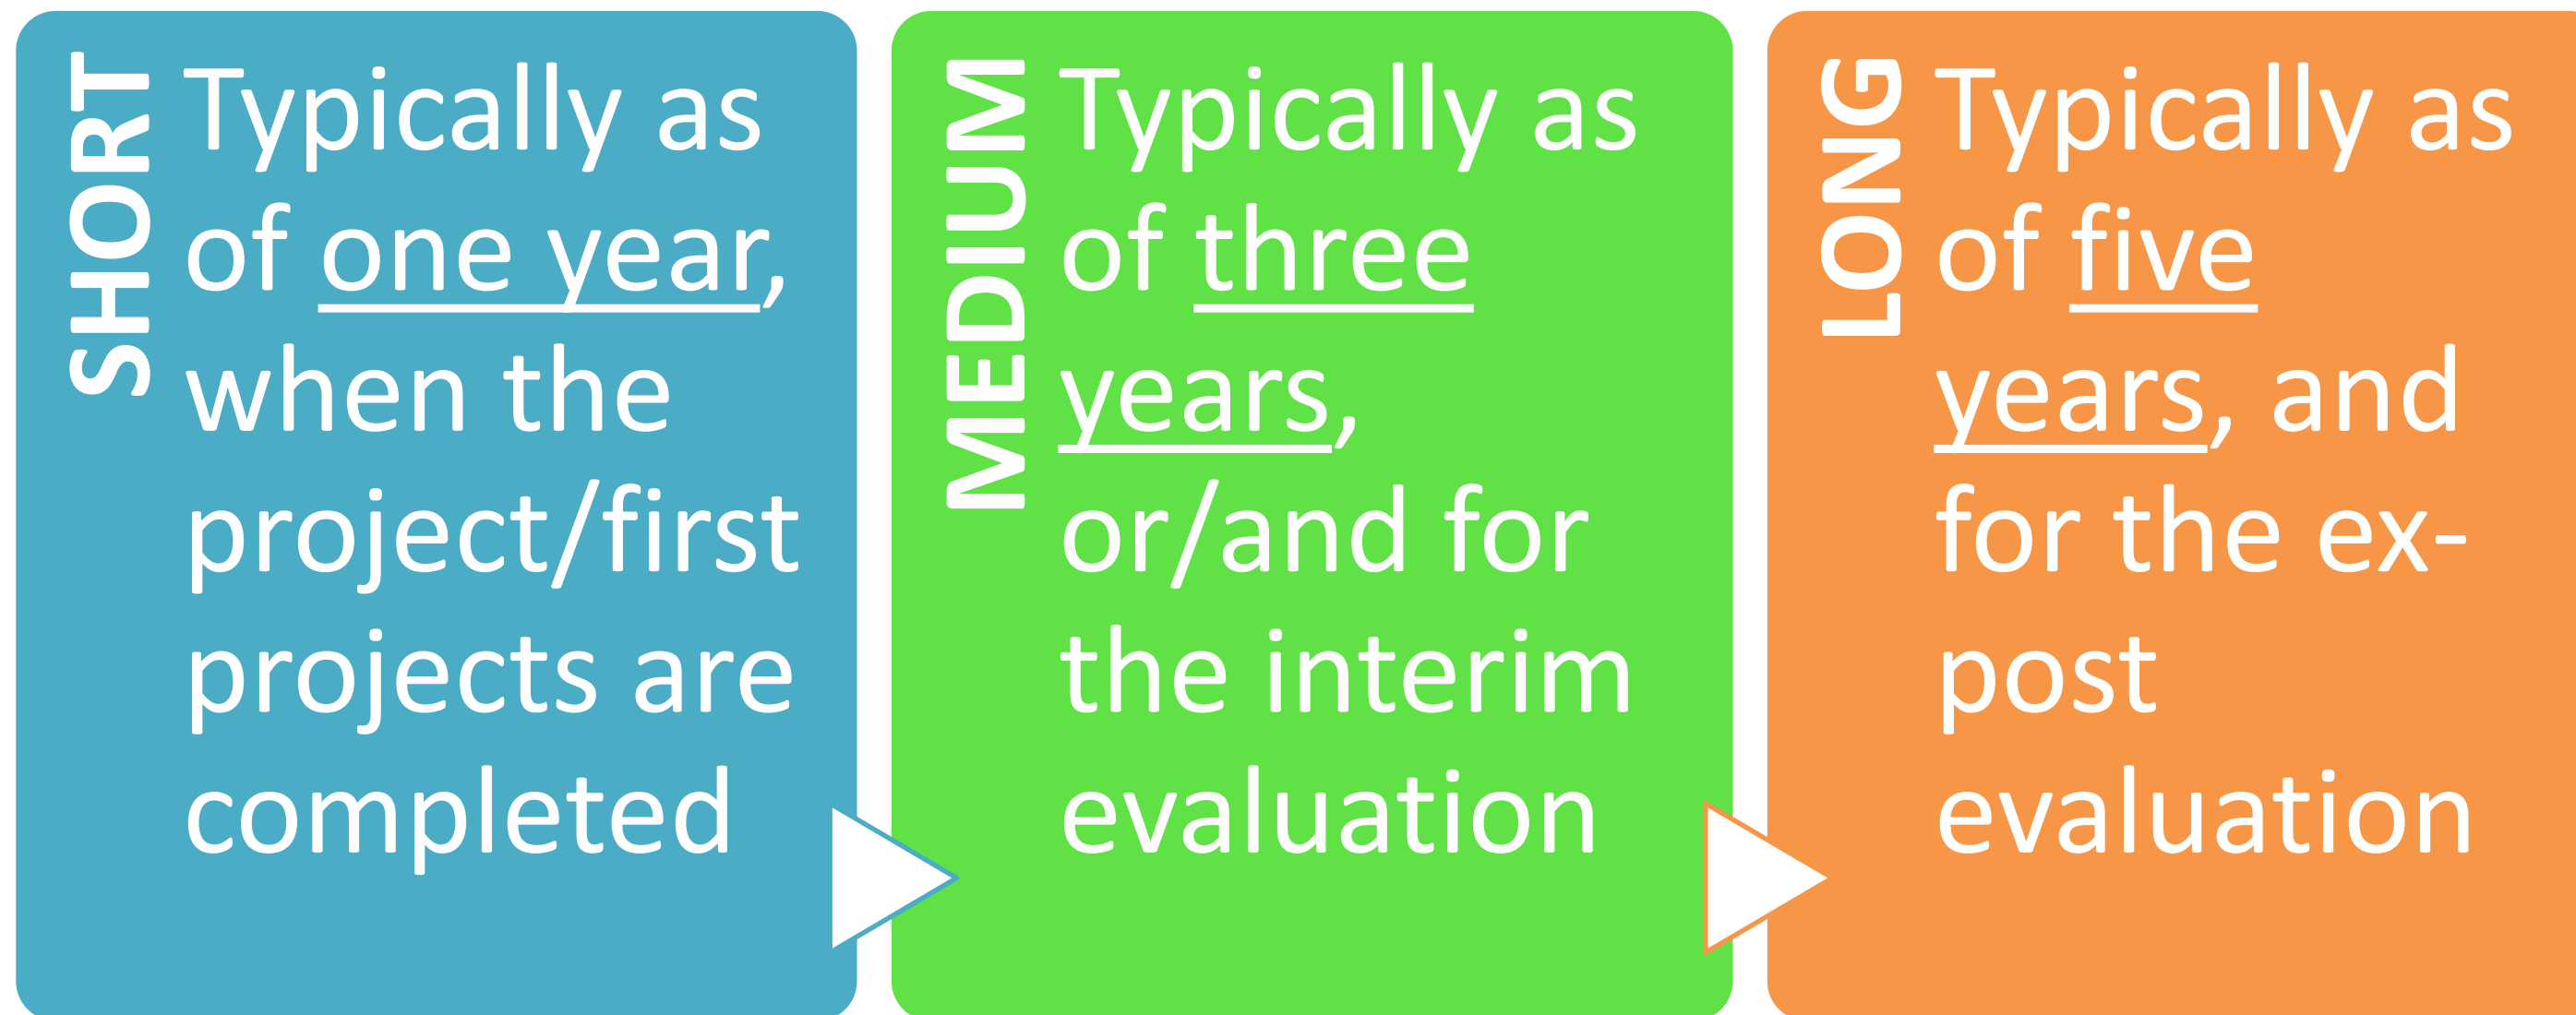 SHORT
Typically as
of one year,
when the
project/first
projects are
completed
MEDIUM
Typically as
of three
years,
or/and for
the interim
evaluation
LONG
Typically as
of five
years, and
for the ex-
post
evaluation